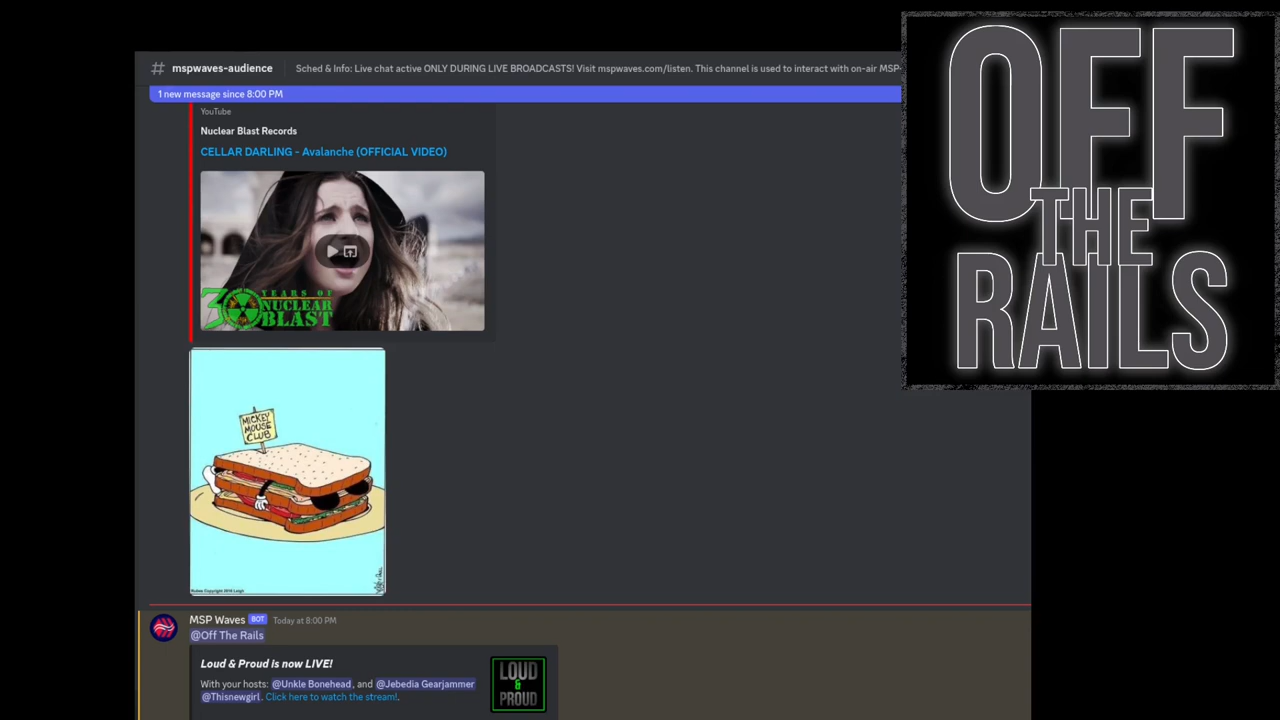 # mspwaves-audience
Sched & Info: Live chat active ONLY DURING LIVE BROADCASTS! Visit mspwaves.com/listen. This channel is used to interact with on-air MSP
1 new message since 8:00 PM
YouTube
Nuclear Blast Records
CELLAR DARLING - Avalanche (OFFICIAL VIDEO)
30 YEARS OF
NUCLEAR
BLAST
MICKEY
MOUSE
CLUB
MSP Waves BOT Today at 8:00 PM
@Off The Rails
Loud & Proud is now LIVE!
With your hosts: @Unkle Bonehead, and @Jebedia Gearjammer
@Thisnewgirl. Click here to watch the stream!.
LOUD
&
PROUD
OFF
THE
RAILS